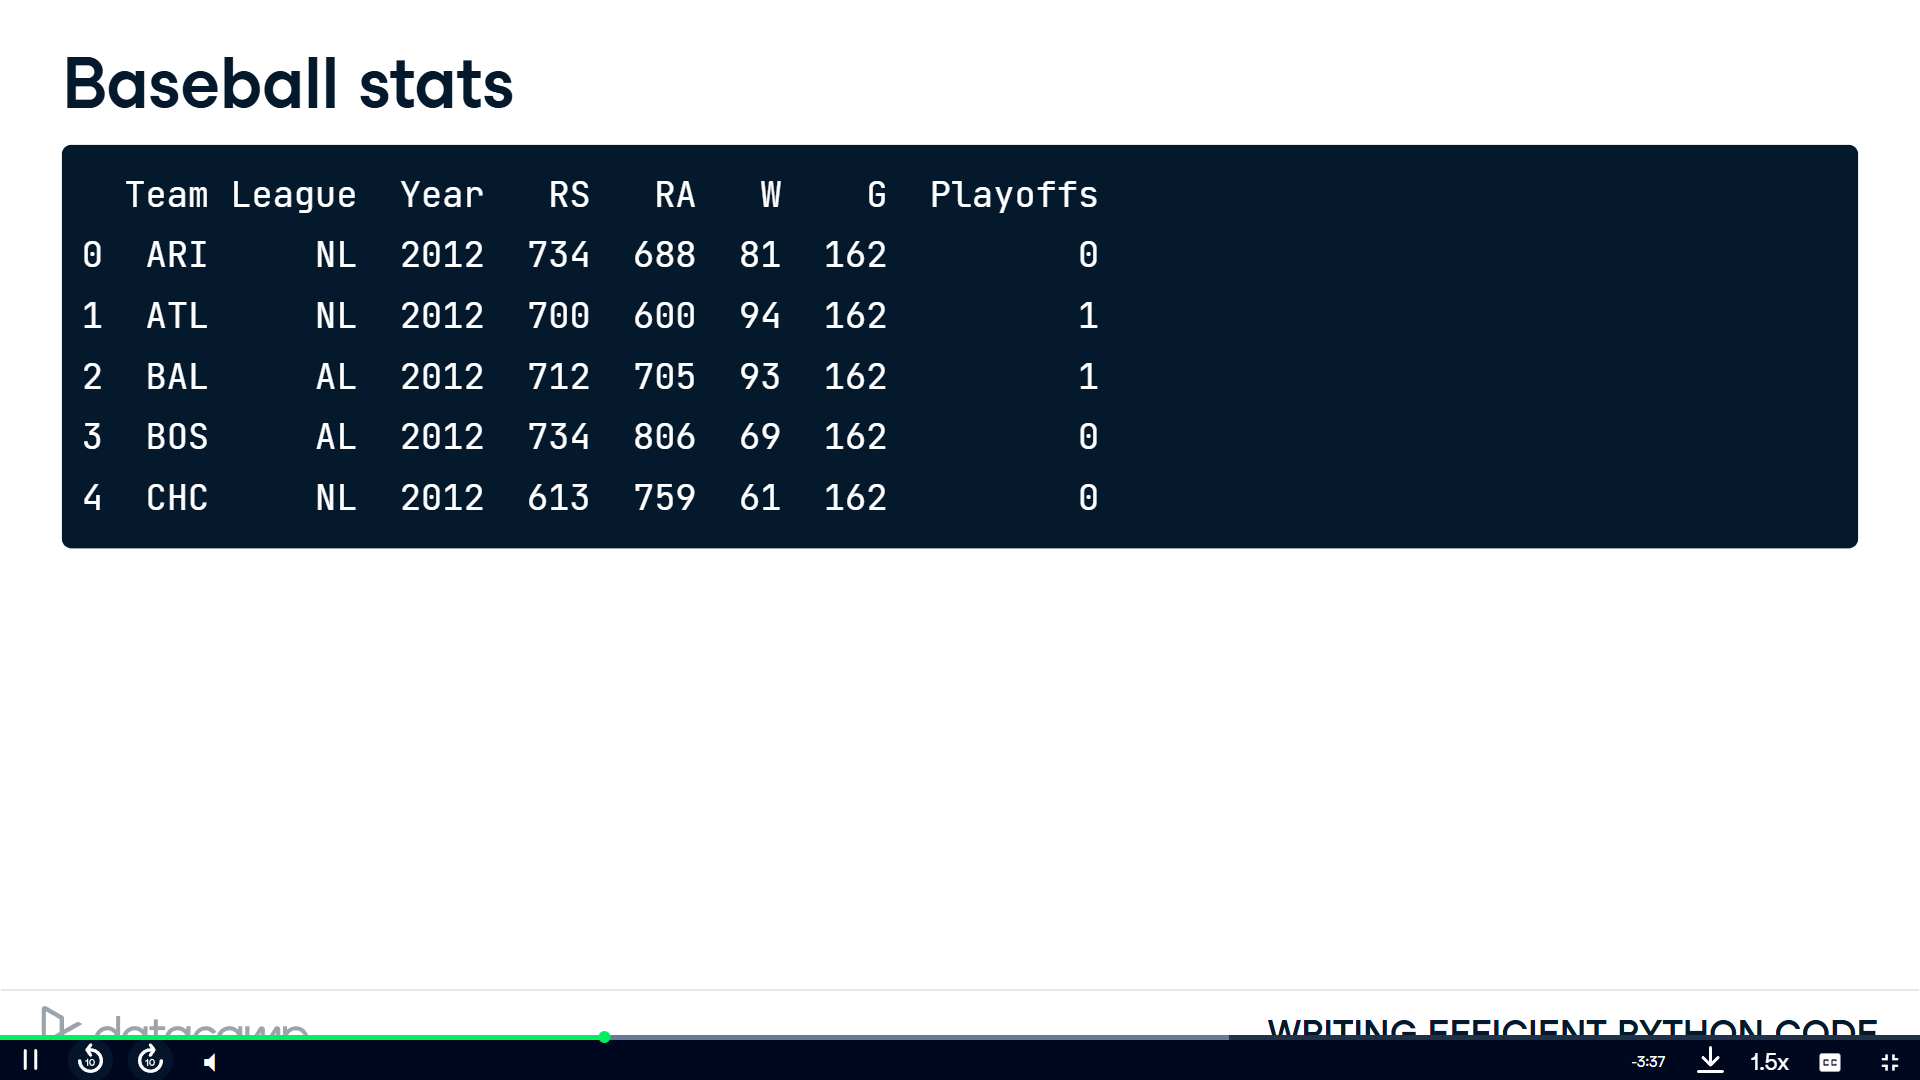 Baseball stats
Team League Year RS RA W G Playoffs
0 ARI NL 2012 734 688 81 162 0
1 ATL NL 2012 700 600 94 162 1
2 BAL AL 2012 712 705 93 162 1
3 BOS AL 2012 734 806 69 162 0
4 CHC NL 2012 613 759 61 162 0
datacamp
WRITING EFFICIENT PYTHON CODE
10 10 -3:37 1.5x CC